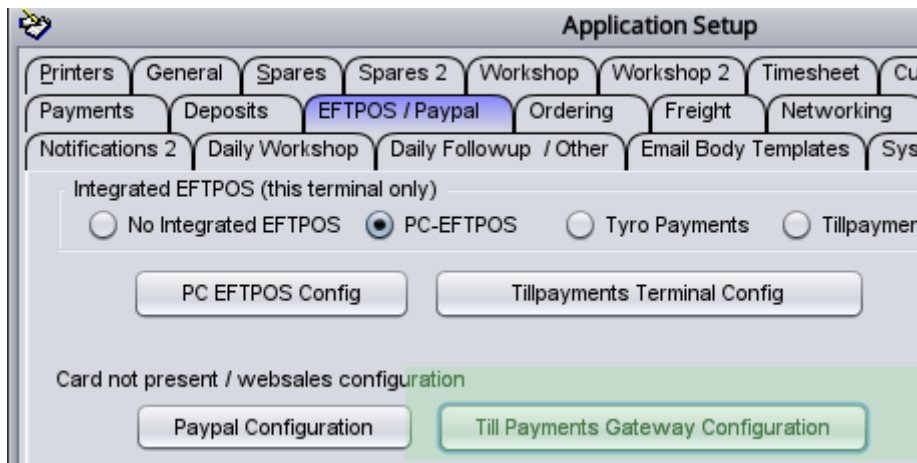 Application Setup
Printers General Spares Spares 2 Workshop Workshop 2 Timesheet
Payments Deposits EFTPOS / Paypal Ordering Freight Networking
Notifications 2 Daily Workshop Daily Followup / Other Email Body Templates Sys
Integrated EFTPOS (this terminal only)
No Integrated EFTPOS PC-EFTPOS Tyro Payments Tillpaymen
PC EFTPOS Config Tillpayments Terminal Config
Card not present / websales configuration
Paypal Configuration Till Payments Gateway Configuration